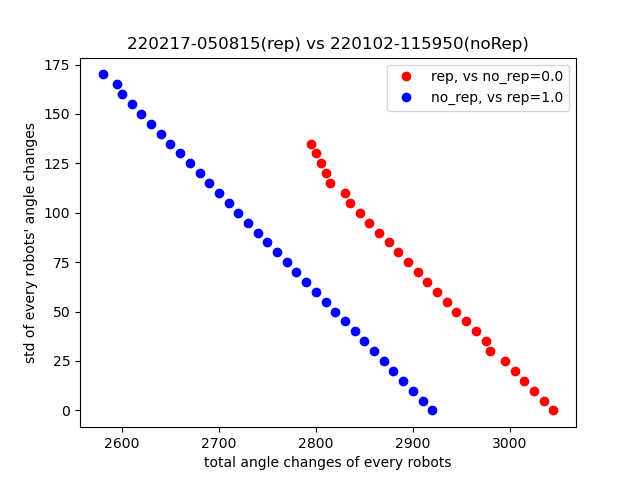 220217-050815(rep) vs 220102-115950(noRep)
rep, vs no_rep=0.0
no_rep, vs rep=1.0
std of every robots' angle changes
175
150
125
100
75
50
25
0
2600 2700 2800 2900 3000
total angle changes of every robots